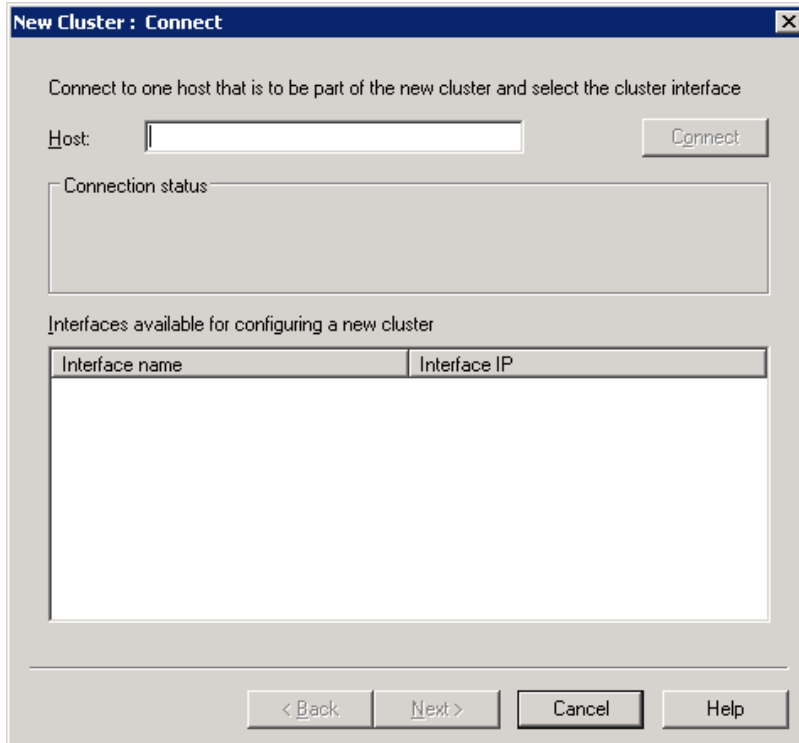 New Cluster : Connect
Connect to one host that is to be part of the new cluster and select the cluster interface
Host:
Connect
Connection status
Interfaces available for configuring a new cluster
Interface name Interface IP
< Back Next > Cancel Help